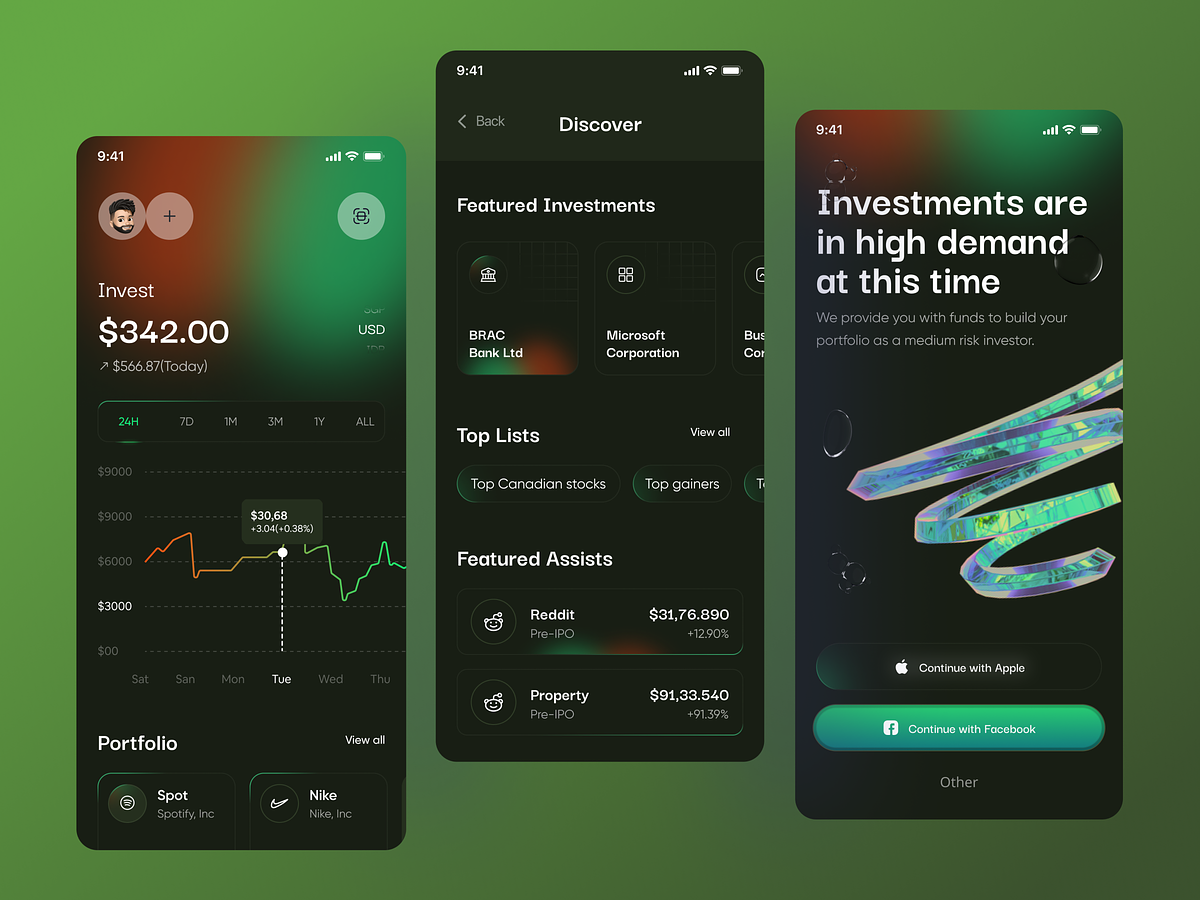 9:41
Invest
$342.00
USD
↗ $566.87(Today)
24H 7D 1M 3M 1Y ALL
$9000
$9000
$30,68
+3.04(+0.38%)
$6000
$3000
$00
Sat San Mon Tue Wed Thu
Portfolio View all
Spot
Spotify, Inc
Nike
Nike, Inc
9:41
Back Discover
Featured Investments
BRAC
Bank Ltd
Microsoft
Corporation
Bus
Cor
Top Lists View all
Top Canadian stocks Top gainers
Featured Assists
Reddit $31,76.890
Pre-IPO +12.90%
Property $91,33.540
Pre-IPO +91.39%
9:41
Investments are
in high demand
at this time
We provide you with funds to build your
portfolio as a medium risk investor.
Continue with Apple
Continue with Facebook
Other